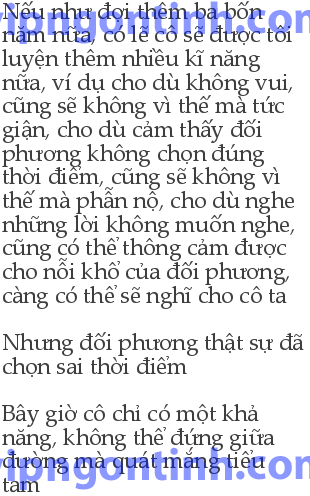 Nếu như đợi thêm ba bốn
năm nữa, có lẽ cô sẽ được tôi
luyện thêm nhiều kĩ năng
nữa, ví dụ cho dù không vui,
cũng sẽ không vì thế mà tức
giận, cho dù cảm thấy đối
phương không chọn đúng
thời điểm, cũng sẽ không vì
thế mà phẫn nộ, cho dù nghe
những lời không muốn nghe,
cũng có thể thông cảm được
cho nỗi khổ của đối phương,
càng có thể sẽ nghĩ cho cô ta
Nhưng đối phương thật sự đã
chọn sai thời điểm
Bây giờ cô chỉ có một khả
năng, không thể đứng giữa
đường mà quát mắng tiểu
tam